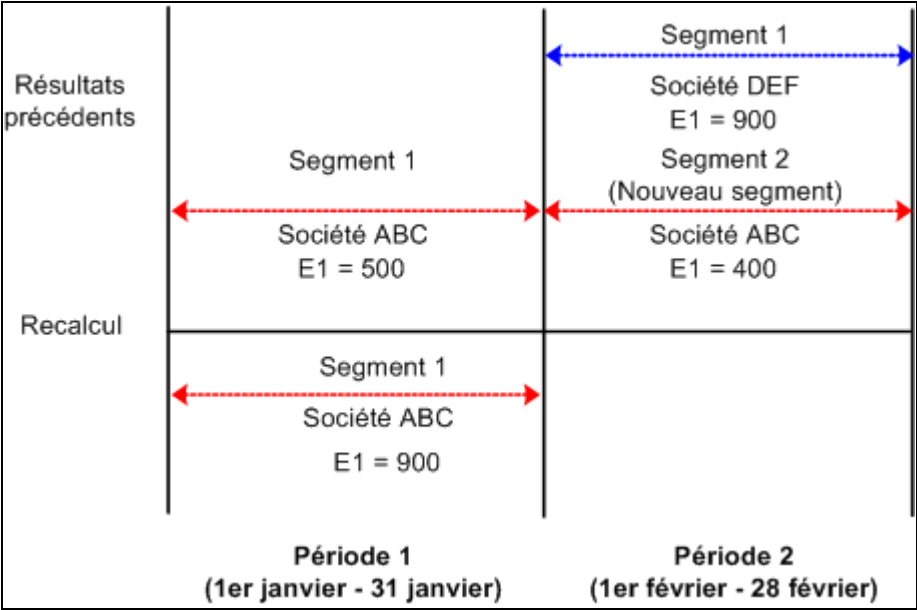 Segment 1
Résultats
précédents
Société DEF
E1 = 900
Segment 1
Segment 2
(Nouveau segment)
Société ABC
E1 = 500
Société ABC
E1 = 400
Recalcul
Segment 1
Société ABC
E1 = 900
Période 1
(1er janvier - 31 janvier)
Période 2
(1er février - 28 février)